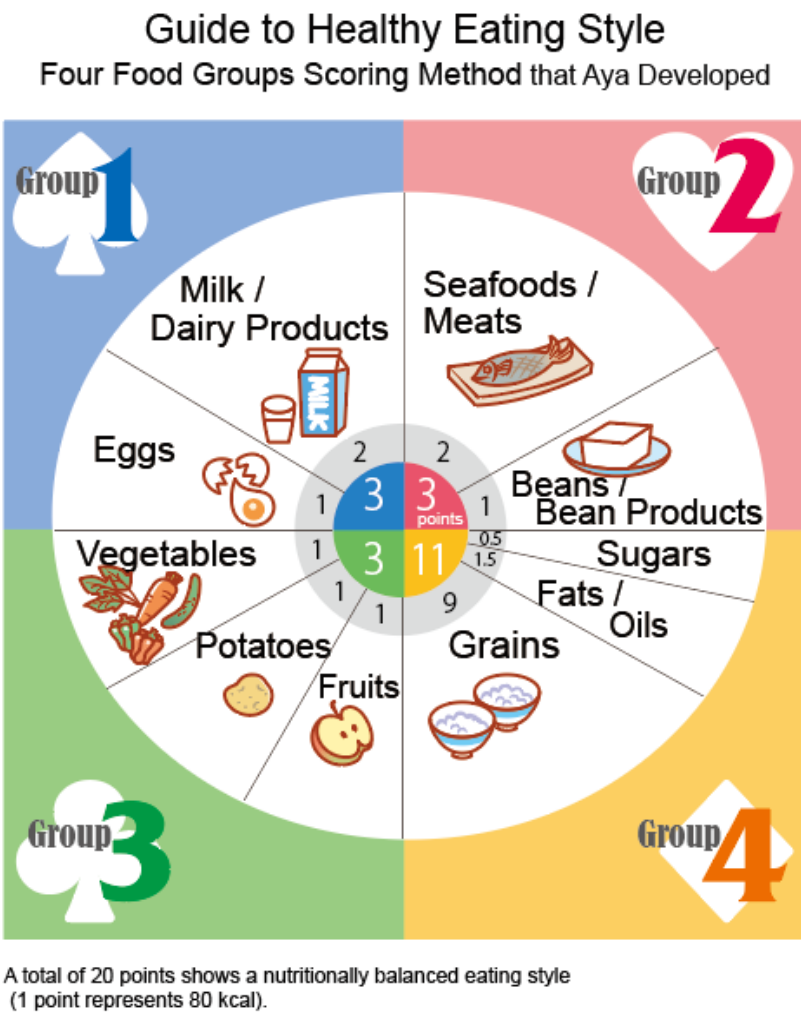 Guide to Healthy Eating Style
Four Food Groups Scoring Method that Aya Developed
Group 1
Group 2
Milk /
Dairy Products
MILK
Seafoods /
Meats
Eggs
Beans /
Bean Products
2
2
1
3
3
points
1
Vegetables
1
3
11
0.5
1.5
Sugars
Fats /
Oils
1
1
9
Potatoes
Fruits
Grains
Group 3
Group 4
A total of 20 points shows a nutritionally balanced eating style
(1 point represents 80 kcal).